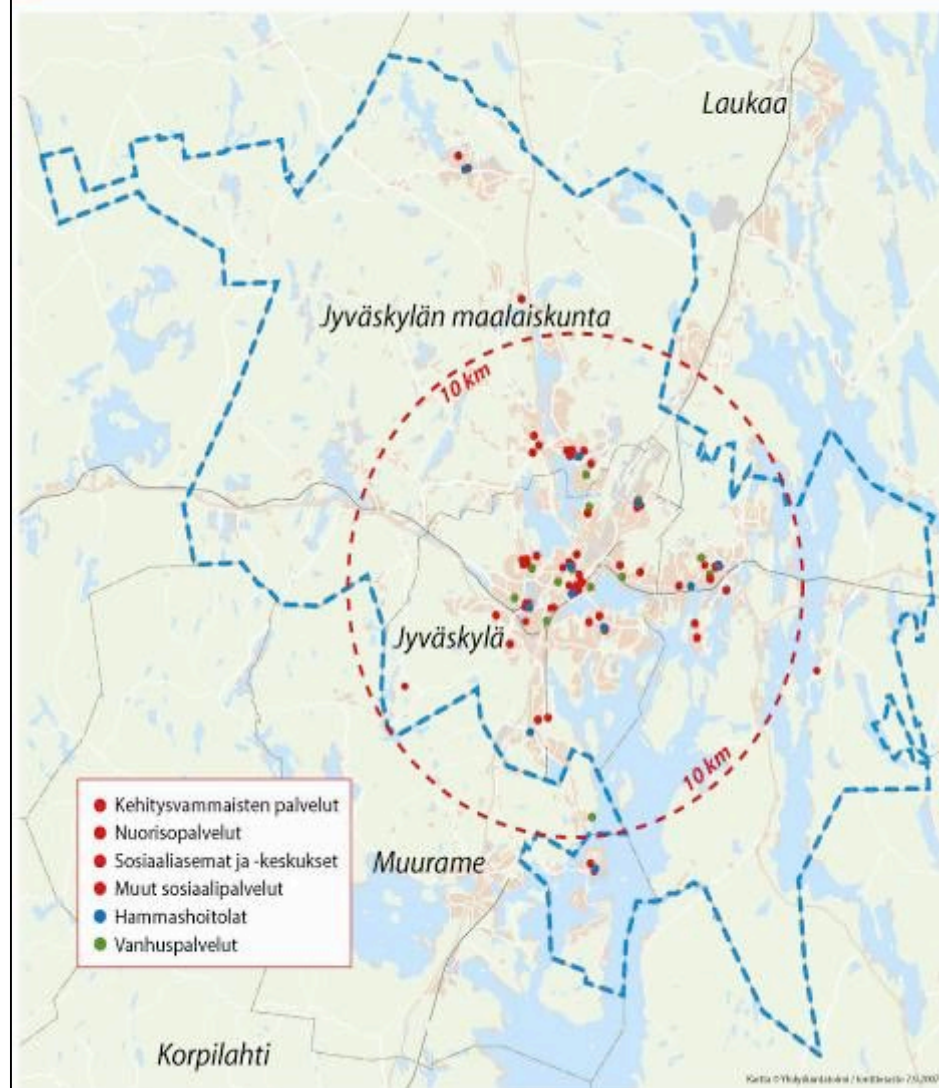 Laukaa
Jyväskylän maalaiskunta
10 km
Jyväskylä
10 km
Kehitysvammaisten palvelut
Nuorisopalvelut
Sosiaaliasemat ja -keskukset
Muut sosiaalipalvelut
Hammashoitolat
Vanhuspalvelut
Muurame
Korpilahti
Kartta ©